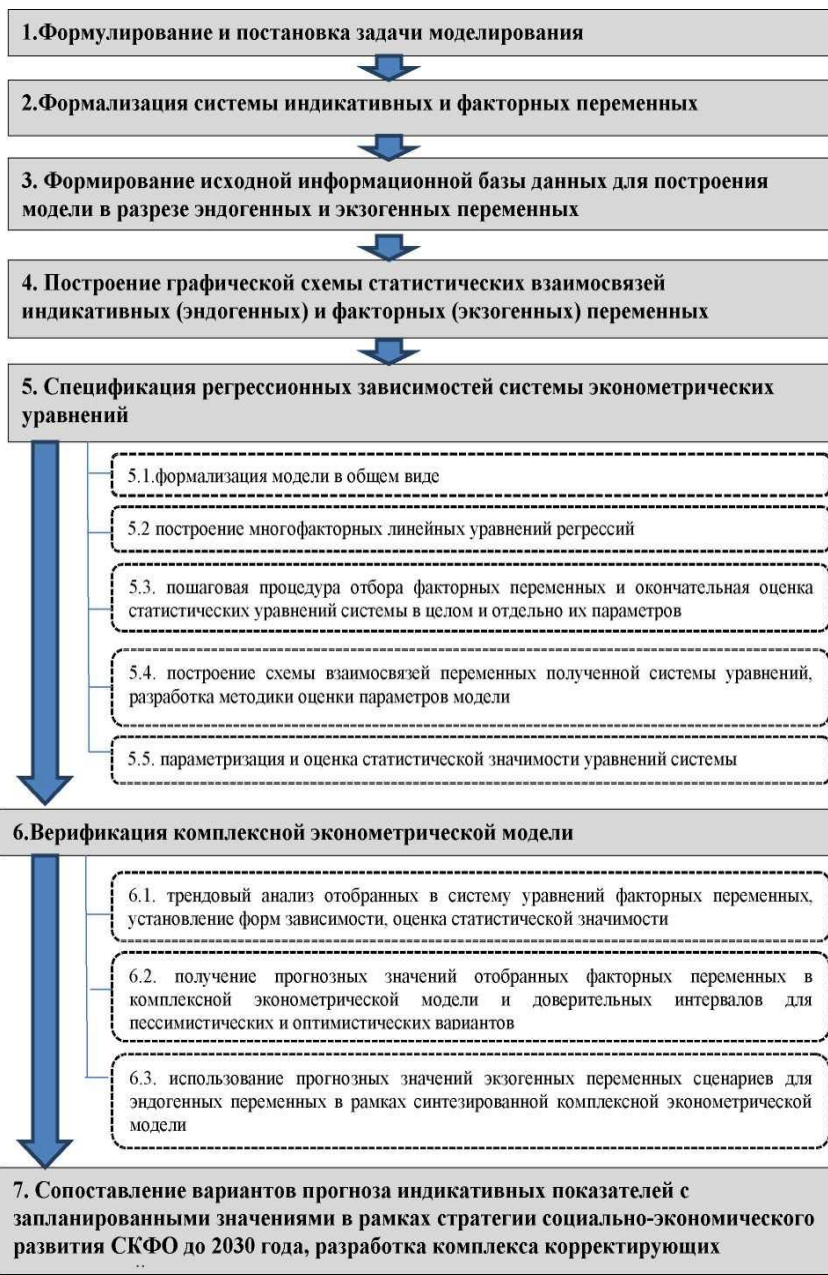 1.Формулирование и постановка задачи моделирования
2.Формализация системы индикативных и факторных переменных
3. Формирование исходной информационной базы данных для построения
модели в разрезе эндогенных и экзогенных переменных
4. Построение графической схемы статистических взаимосвязей
индикативных (эндогенных) и факторных (экзогенных) переменных
5. Спецификация регрессионных зависимостей системы эконометрических
уравнений
5.1.формализация модели в общем виде
5.2 построение многофакторных линейных уравнений регрессий
5.3. пошаговая процедура отбора факторных переменных и окончательная оценка
статистических уравнений системы в целом и отдельно их параметров
5.4. построение схемы взаимосвязей переменных полученной системы уравнений,
разработка методики оценки параметров модели
5.5. параметризация и оценка статистической значимости уравнений системы
6.Верификация комплексной эконометрической модели
6.1. трендовый анализ отобранных в систему уравнений факторных переменных,
установление форм зависимости, оценка статистической значимости
6.2. получение прогнозных значений отобранных факторных переменных в
комплексной эконометрической модели и доверительных интервалов для
пессимистических и оптимистических вариантов
6.3. использование прогнозных значений экзогенных переменных сценариев для
эндогенных переменных в рамках синтезированной комплексной эконометрической
модели
7. Сопоставление вариантов прогноза индикативных показателей с
запланированными значениями в рамках стратегии социально-экономического
развития СКФО до 2030 года, разработка комплекса корректирующих